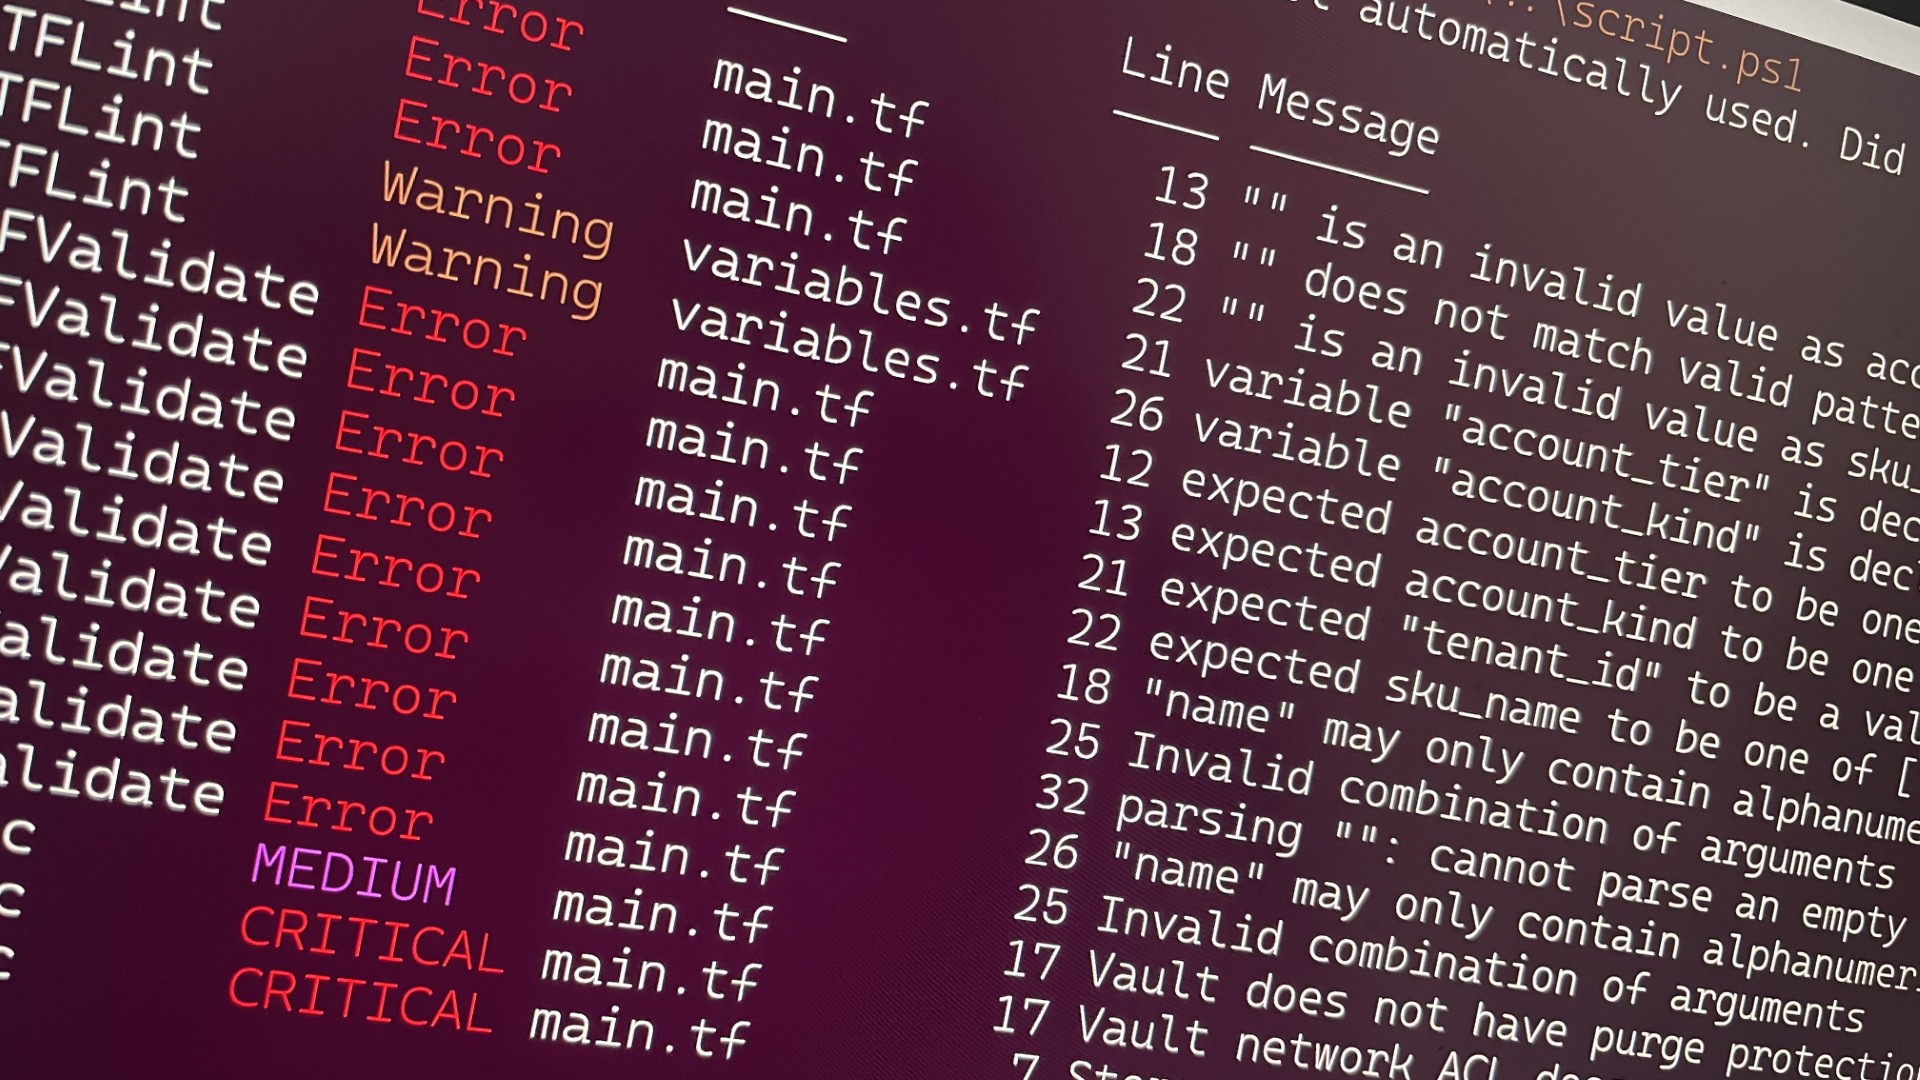 \script.ps1
automatically used. Did
Line Message
Error main.tf 13 "" is an invalid value as acc
int Error main.tf 18 "" does not match valid patte
TFLint Error main.tf 22 "" is an invalid value as sku_
TFLint Warning variables.tf 21 variable "account_tier" is dec
FLint Warning variables.tf 26 variable "account_kind" is decl
FValidate Error main.tf 12 expected account_tier to be one
FValidate Error main.tf 13 expected account_kind to be one
FValidate Error main.tf 21 expected "tenant_id" to be a val
Validate Error main.tf 22 expected sku_name to be one of [
Validate Error main.tf 18 "name" may only contain alphanume
Validate Error main.tf 25 Invalid combination of arguments
alidate Error main.tf 32 parsing "": cannot parse an empty
alidate Error main.tf 26 "name" may only contain alphanumer
alidate Error main.tf 25 Invalid combination of arguments
c MEDIUM main.tf 17 Vault does not have purge protectio
c CRITICAL main.tf 17 Vault network ACL
c CRITICAL main.tf 7